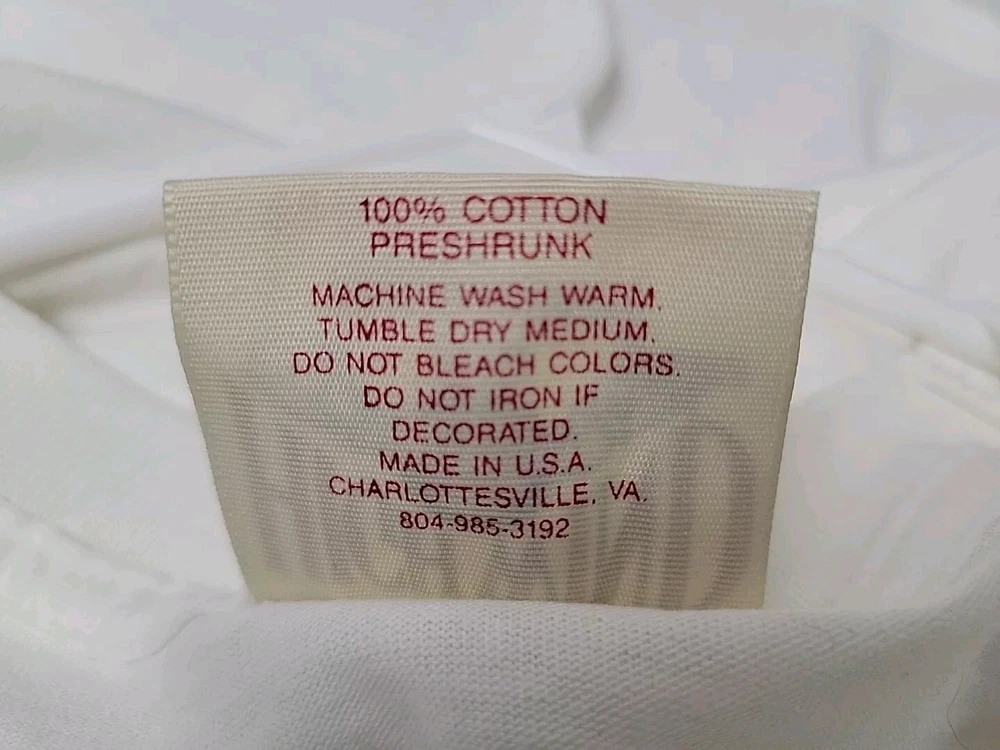 100% COTTON
PRESHRUNK
MACHINE WASH WARM.
TUMBLE DRY MEDIUM.
DO NOT BLEACH COLORS.
DO NOT IRON IF
DECORATED.
MADE IN U.S.A.
CHARLOTTESVILLE, VA.
804-985-3192